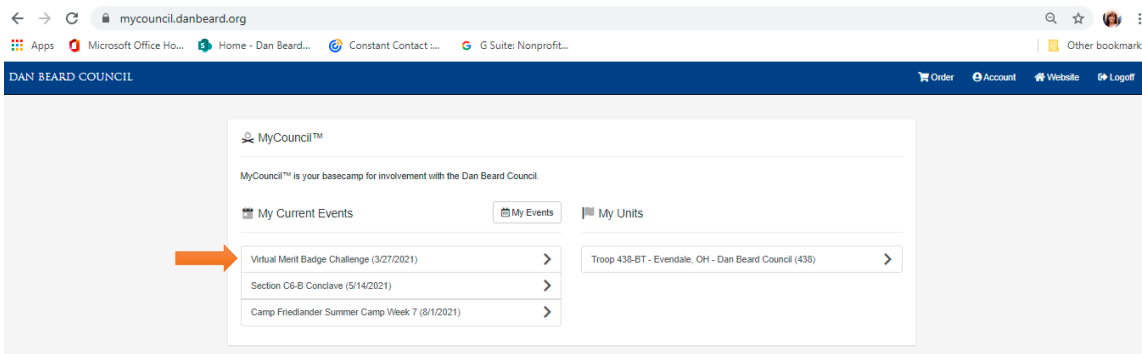 mycouncil.danbeard.org
Apps Microsoft Office Ho... Home - Dan Beard... Constant Contact :... G Suite: Nonprofit... Other bookmark
DAN BEARD COUNCIL Order Account Website Logoff
MyCouncil™
MyCouncil™ is your basecamp for involvement with the Dan Beard Council.
My Current Events My Events My Units
Virtual Merit Badge Challenge (3/27/2021) Troop 438-BT - Evendale, OH - Dan Beard Council (438)
Section C6-B Conclave (5/14/2021)
Camp Friedlander Summer Camp Week 7 (8/1/2021)